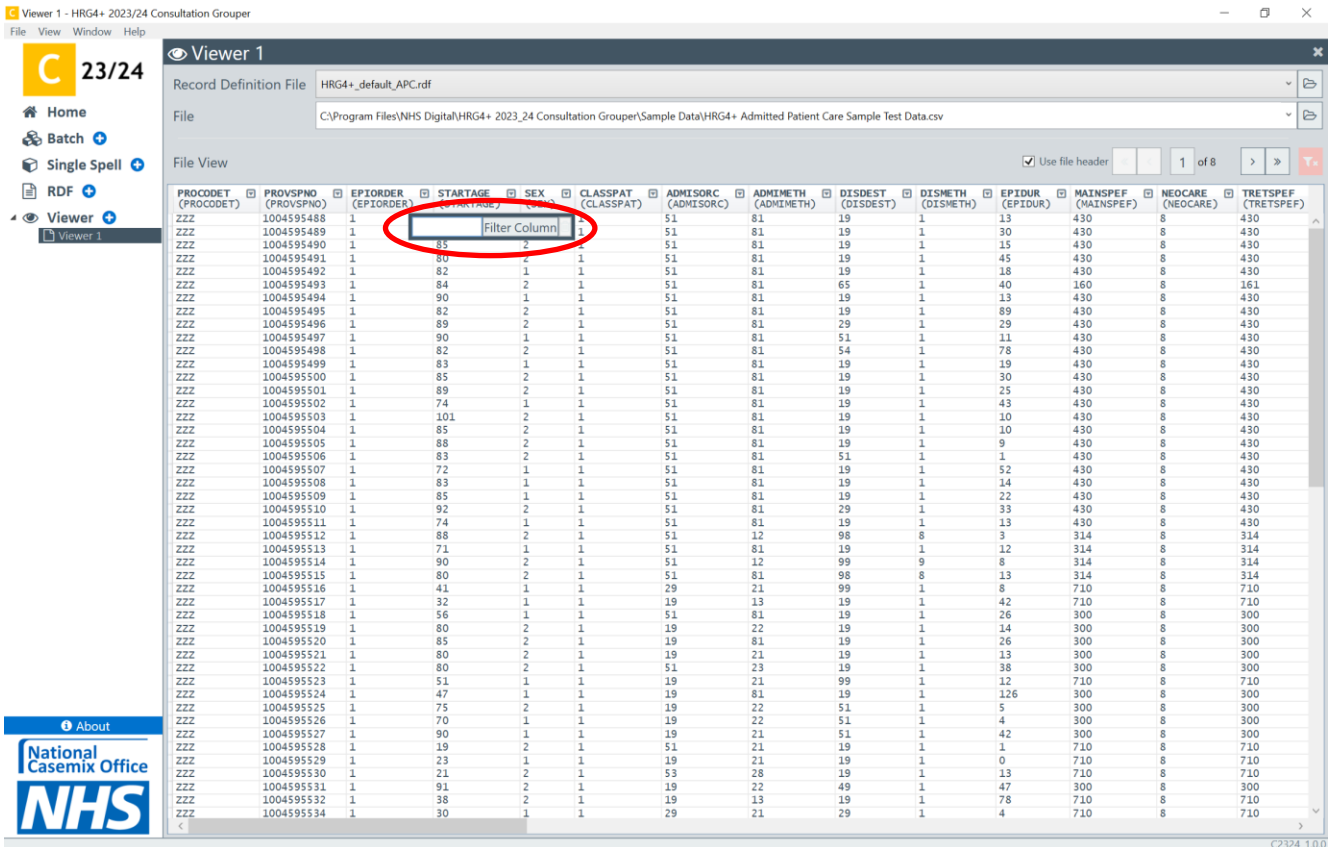 C Viewer 1 - HRG4+ 2023/24 Consultation Grouper
File View Window Help
C 23/24
Home
Batch
Single Spell
RDF
Viewer
Viewer 1
Viewer 1
Record Definition File HRG4+_default_APC.rdf
File C:\Program Files\NHS Digital\HRG4+ 2023_24 Consultation Grouper\Sample Data\HRG4+ Admitted Patient Care Sample Test Data.csv
File View Use file header 1 of 8
PROCODET PROVSPNO EPIORDER STARTAGE SEX CLASSPAT ADMISORC ADMIMETH DISDEST DISMETH EPIDUR MAINSPEF NEOCARE TRETSPEF
(PROCODET) (PROVSPNO) (EPIORDER) (STARTAGE) (SEX) (CLASSPAT) (ADMISORC) (ADMIMETH) (DISDEST) (DISMETH) (EPIDUR) (MAINSPEF) (NEOCARE) (TRETSPEF)
ZZZ 1004595488 1 1 51 81 19 1 13 430 8 430
ZZZ 1004595489 1 Filter Column 1 51 81 19 1 30 430 8 430
ZZZ 1004595490 1 85 2 1 51 81 19 1 15 430 8 430
ZZZ 1004595491 1 80 2 1 51 81 19 1 45 430 8 430
ZZZ 1004595492 1 82 1 1 51 81 19 1 18 430 8 430
ZZZ 1004595493 1 84 2 1 51 81 65 1 40 160 8 161
ZZZ 1004595494 1 90 1 1 51 81 19 1 13 430 8 430
ZZZ 1004595495 1 82 2 1 51 81 19 1 89 430 8 430
ZZZ 1004595496 1 89 2 1 51 81 29 1 29 430 8 430
ZZZ 1004595497 1 90 1 1 51 81 51 1 11 430 8 430
ZZZ 1004595498 1 82 2 1 51 81 54 1 78 430 8 430
ZZZ 1004595499 1 83 1 1 51 81 19 1 19 430 8 430
ZZZ 1004595500 1 85 2 1 51 81 19 1 30 430 8 430
ZZZ 1004595501 1 89 2 1 51 81 19 1 25 430 8 430
ZZZ 1004595502 1 74 1 1 51 81 19 1 43 430 8 430
ZZZ 1004595503 1 101 2 1 51 81 19 1 10 430 8 430
ZZZ 1004595504 1 85 2 1 51 81 19 1 10 430 8 430
ZZZ 1004595505 1 88 2 1 51 81 19 1 9 430 8 430
ZZZ 1004595506 1 83 2 1 51 81 51 1 1 430 8 430
ZZZ 1004595507 1 72 1 1 51 81 19 1 52 430 8 430
ZZZ 1004595508 1 83 1 1 51 81 19 1 14 430 8 430
ZZZ 1004595509 1 85 1 1 51 81 19 1 22 430 8 430
ZZZ 1004595510 1 92 2 1 51 81 29 1 33 430 8 430
ZZZ 1004595511 1 74 1 1 51 81 19 1 13 430 8 430
ZZZ 1004595512 1 88 2 1 51 12 98 8 3 314 8 314
ZZZ 1004595513 1 71 1 1 51 81 19 1 12 314 8 314
ZZZ 1004595514 1 90 2 1 51 12 99 9 8 314 8 314
ZZZ 1004595515 1 80 2 1 51 81 98 8 13 314 8 314
ZZZ 1004595516 1 41 1 1 29 21 99 1 8 710 8 710
ZZZ 1004595517 1 32 1 1 19 13 19 1 42 710 8 710
ZZZ 1004595518 1 56 1 1 51 81 19 1 26 300 8 300
ZZZ 1004595519 1 80 2 1 19 22 19 1 14 300 8 300
ZZZ 1004595520 1 85 2 1 19 81 19 1 26 300 8 300
ZZZ 1004595521 1 80 2 1 19 21 19 1 13 300 8 300
ZZZ 1004595522 1 80 2 1 51 23 19 1 38 300 8 300
ZZZ 1004595523 1 51 1 1 19 21 99 1 12 710 8 710
ZZZ 1004595524 1 47 1 1 19 81 19 1 126 300 8 300
ZZZ 1004595525 1 75 2 1 19 22 51 1 5 300 8 300
ZZZ 1004595526 1 70 1 1 19 22 51 1 4 300 8 300
ZZZ 1004595527 1 90 1 1 19 21 51 1 42 300 8 300
ZZZ 1004595528 1 19 2 1 51 21 19 1 1 710 8 710
ZZZ 1004595529 1 23 1 1 19 21 19 1 0 710 8 710
ZZZ 1004595530 1 21 2 1 53 28 19 1 13 710 8 710
ZZZ 1004595531 1 91 2 1 19 22 49 1 47 300 8 300
ZZZ 1004595532 1 38 2 1 19 13 19 1 78 710 8 710
ZZZ 1004595534 1 30 1 1 29 21 29 1 4 710 8 710
About
National
Casemix Office
NHS
C2324_1.0.0